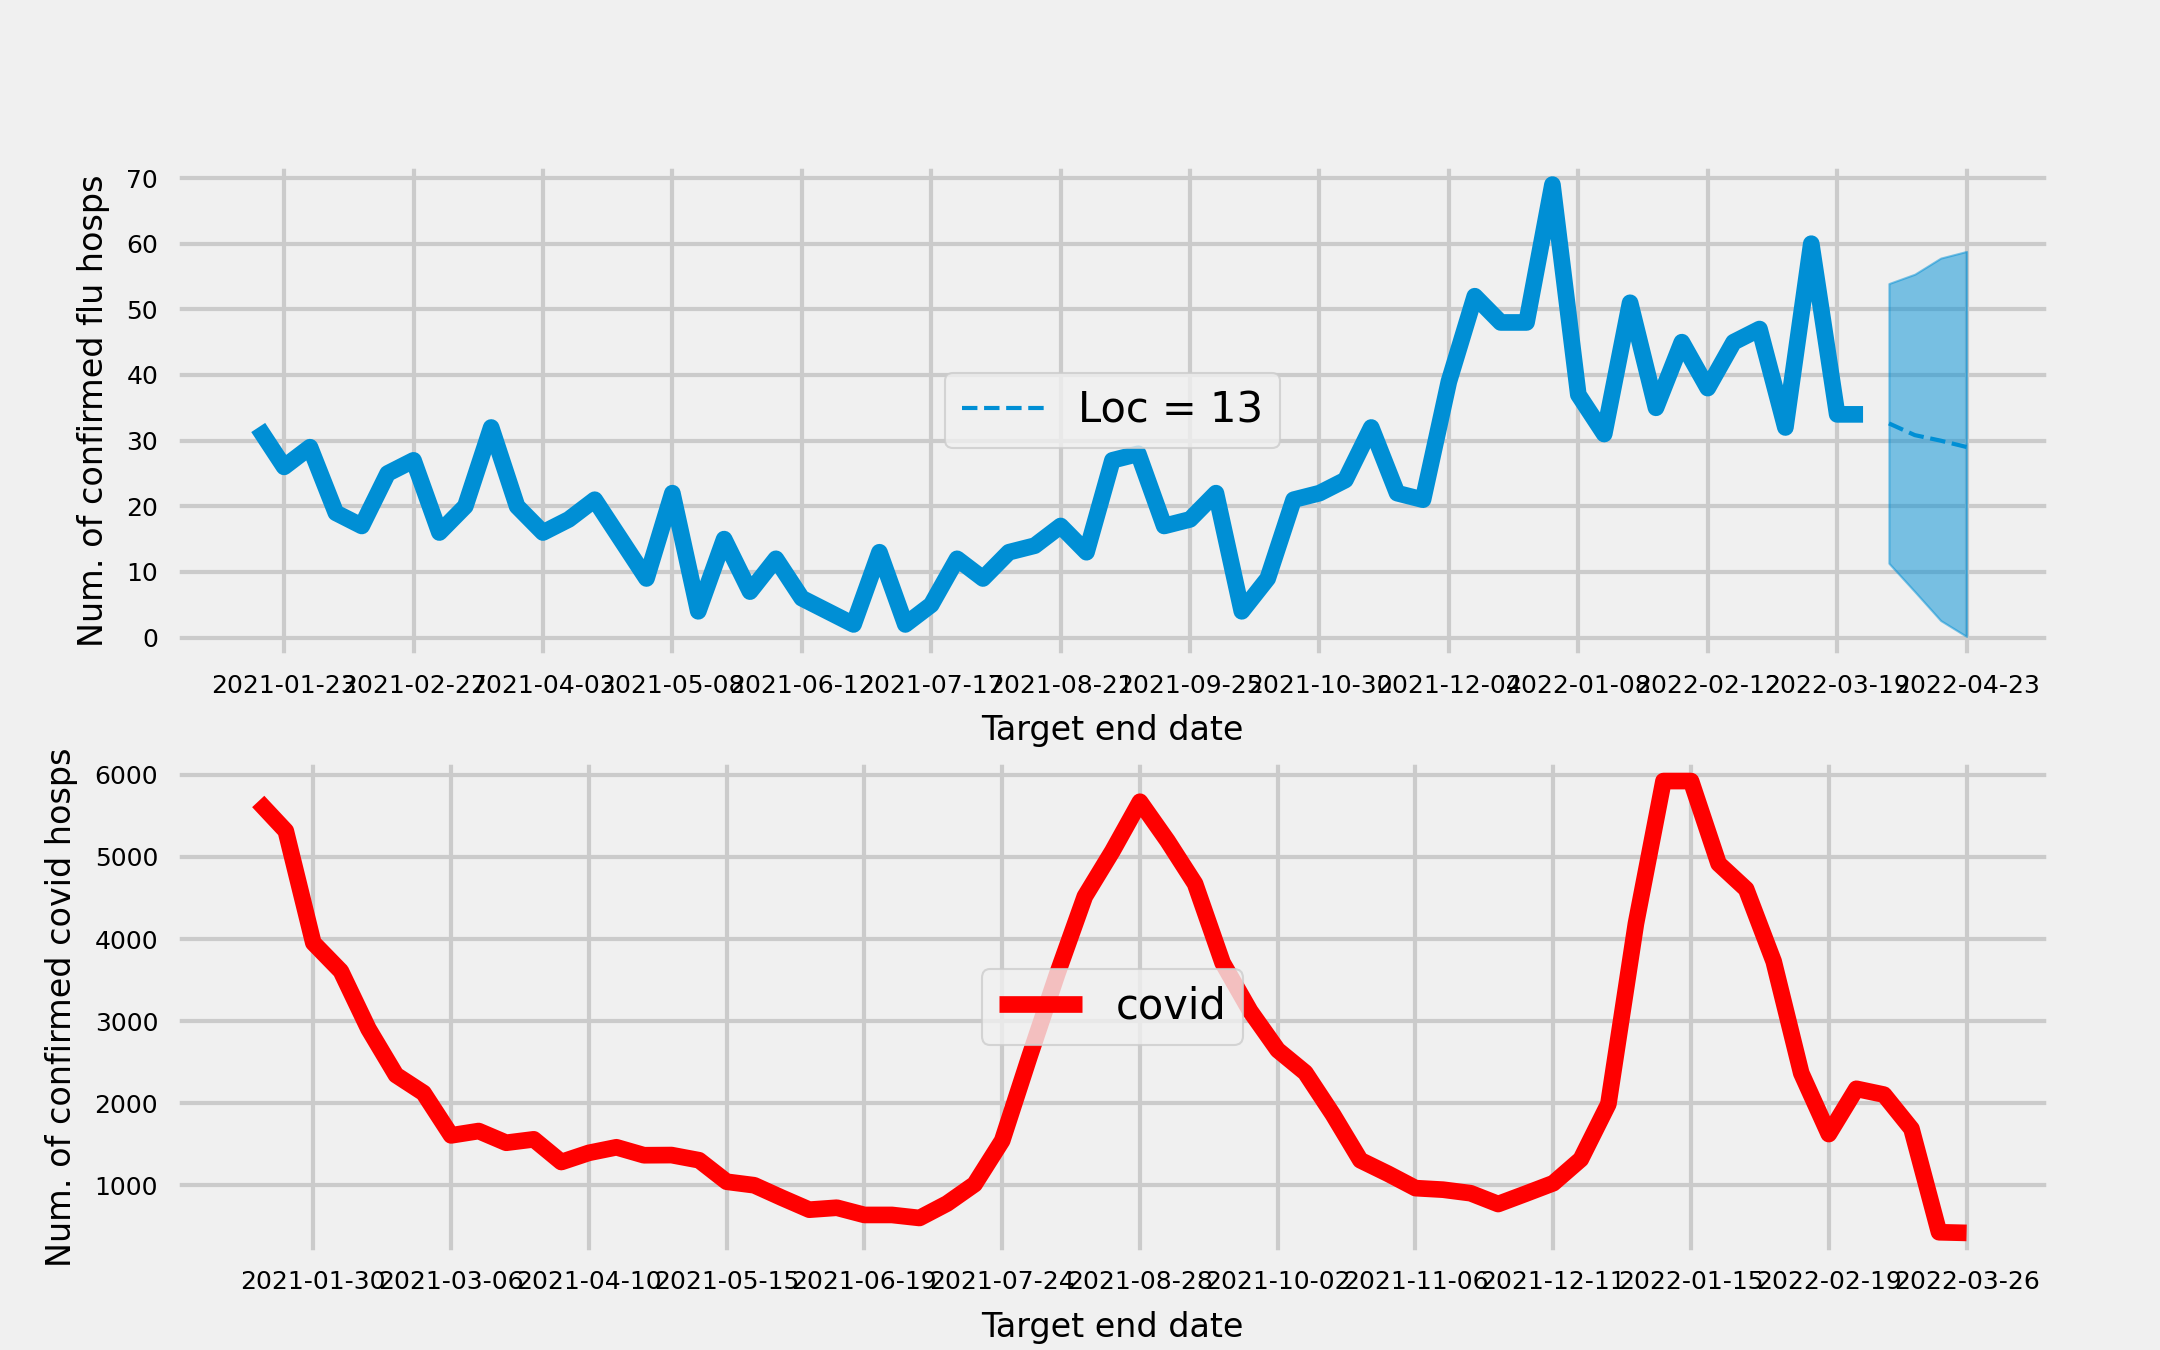 Num. of confirmed flu hosps
70
60
50
40
30
20
10
0
Loc = 13
2021-01-23 2021-02-27 2021-04-03 2021-05-08 2021-06-12 2021-07-17 2021-08-21 2021-09-25 2021-10-30 2021-12-04 2022-01-08 2022-02-12 2022-03-19 2022-04-23
Target end date
Num. of confirmed covid hosps
6000
5000
4000
3000
2000
1000
covid
2021-01-30 2021-03-06 2021-04-10 2021-05-15 2021-06-19 2021-07-24 2021-08-28 2021-10-02 2021-11-06 2021-12-11 2022-01-15 2022-02-19 2022-03-26
Target end date